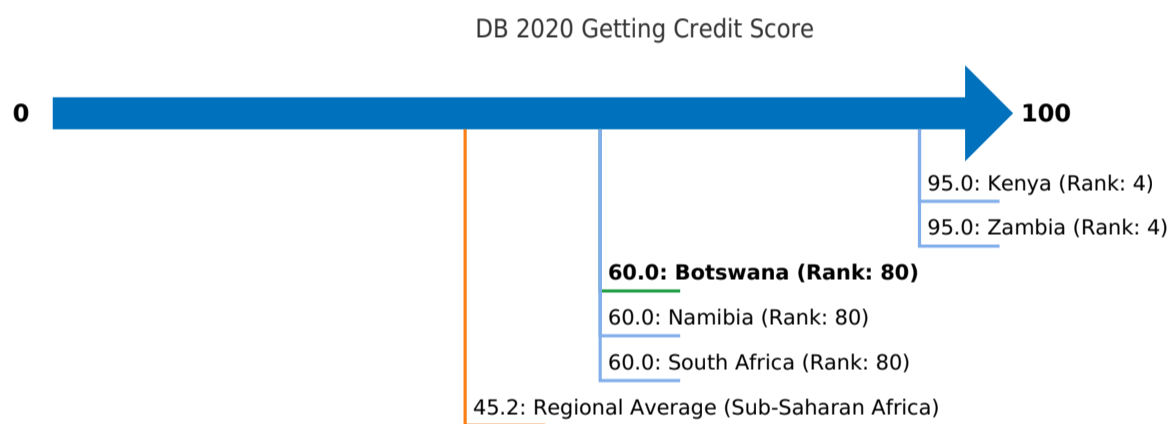 DB 2020 Getting Credit Score
0
100
95.0: Kenya (Rank: 4)
95.0: Zambia (Rank: 4)
60.0: Botswana (Rank: 80)
60.0: Namibia (Rank: 80)
60.0: South Africa (Rank: 80)
45.2: Regional Average (Sub-Saharan Africa)